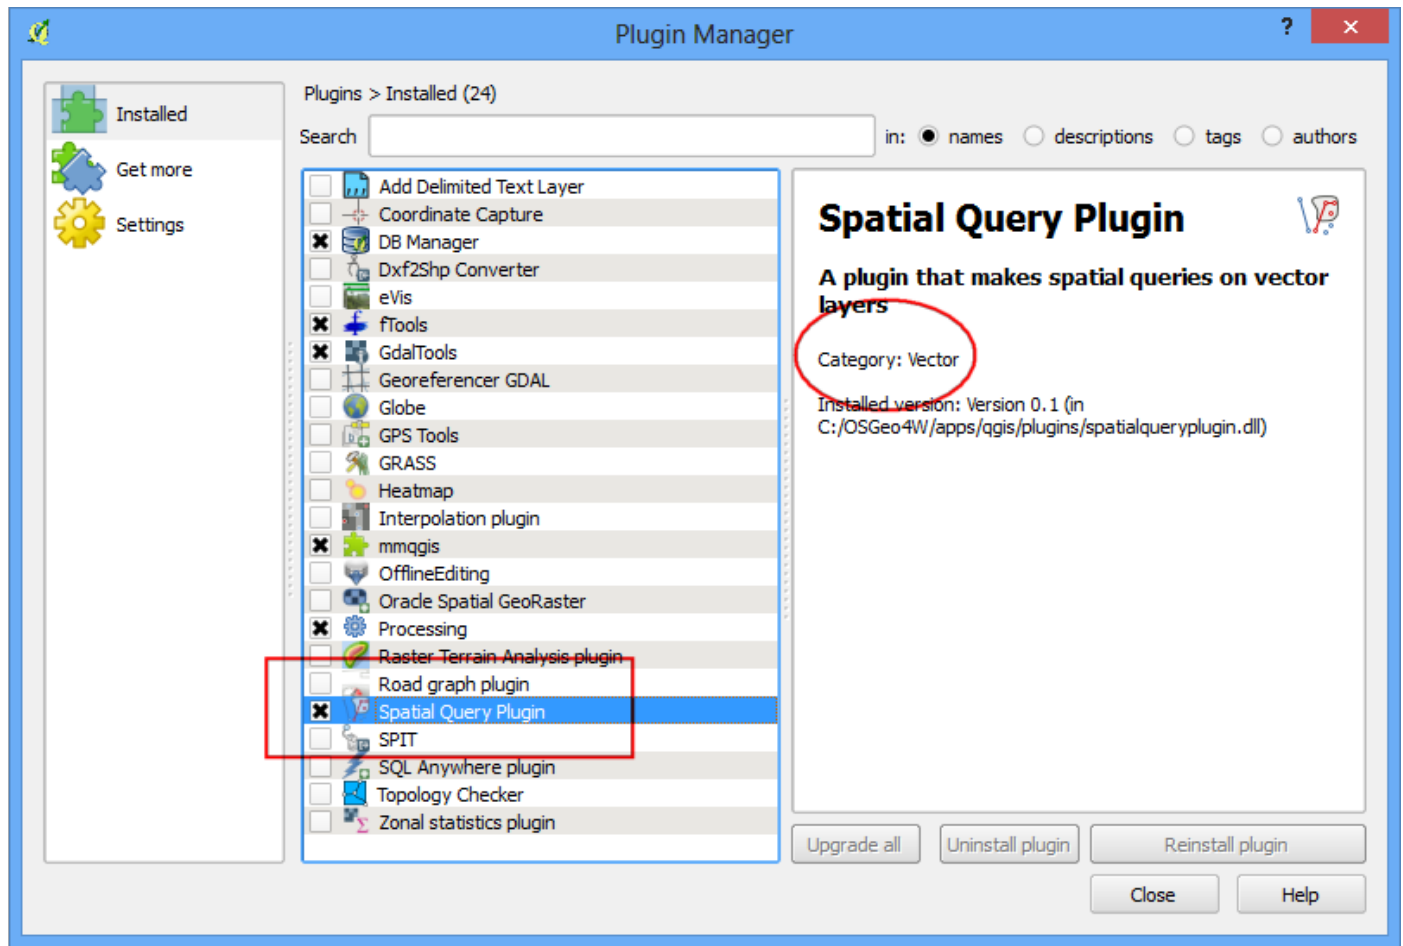 Plugin Manager
?
Installed
Get more
Settings
Plugins > Installed (24)
Search
in: names descriptions tags authors
Add Delimited Text Layer
Coordinate Capture
DB Manager
Dxf2Shp Converter
eVis
fTools
GdalTools
Georeferencer GDAL
Globe
GPS Tools
GRASS
Heatmap
Interpolation plugin
mmqgis
OfflineEditing
Oracle Spatial GeoRaster
Processing
Raster Terrain Analysis plugin
Road graph plugin
Spatial Query Plugin
SPIT
SQL Anywhere plugin
Topology Checker
Zonal statistics plugin
Spatial Query Plugin
A plugin that makes spatial queries on vector
layers
Category: Vector
Installed version: Version 0.1 (in
C:/OSGeo4W/apps/qgis/plugins/spatialqueryplugin.dll)
Upgrade all
Uninstall plugin
Reinstall plugin
Close
Help